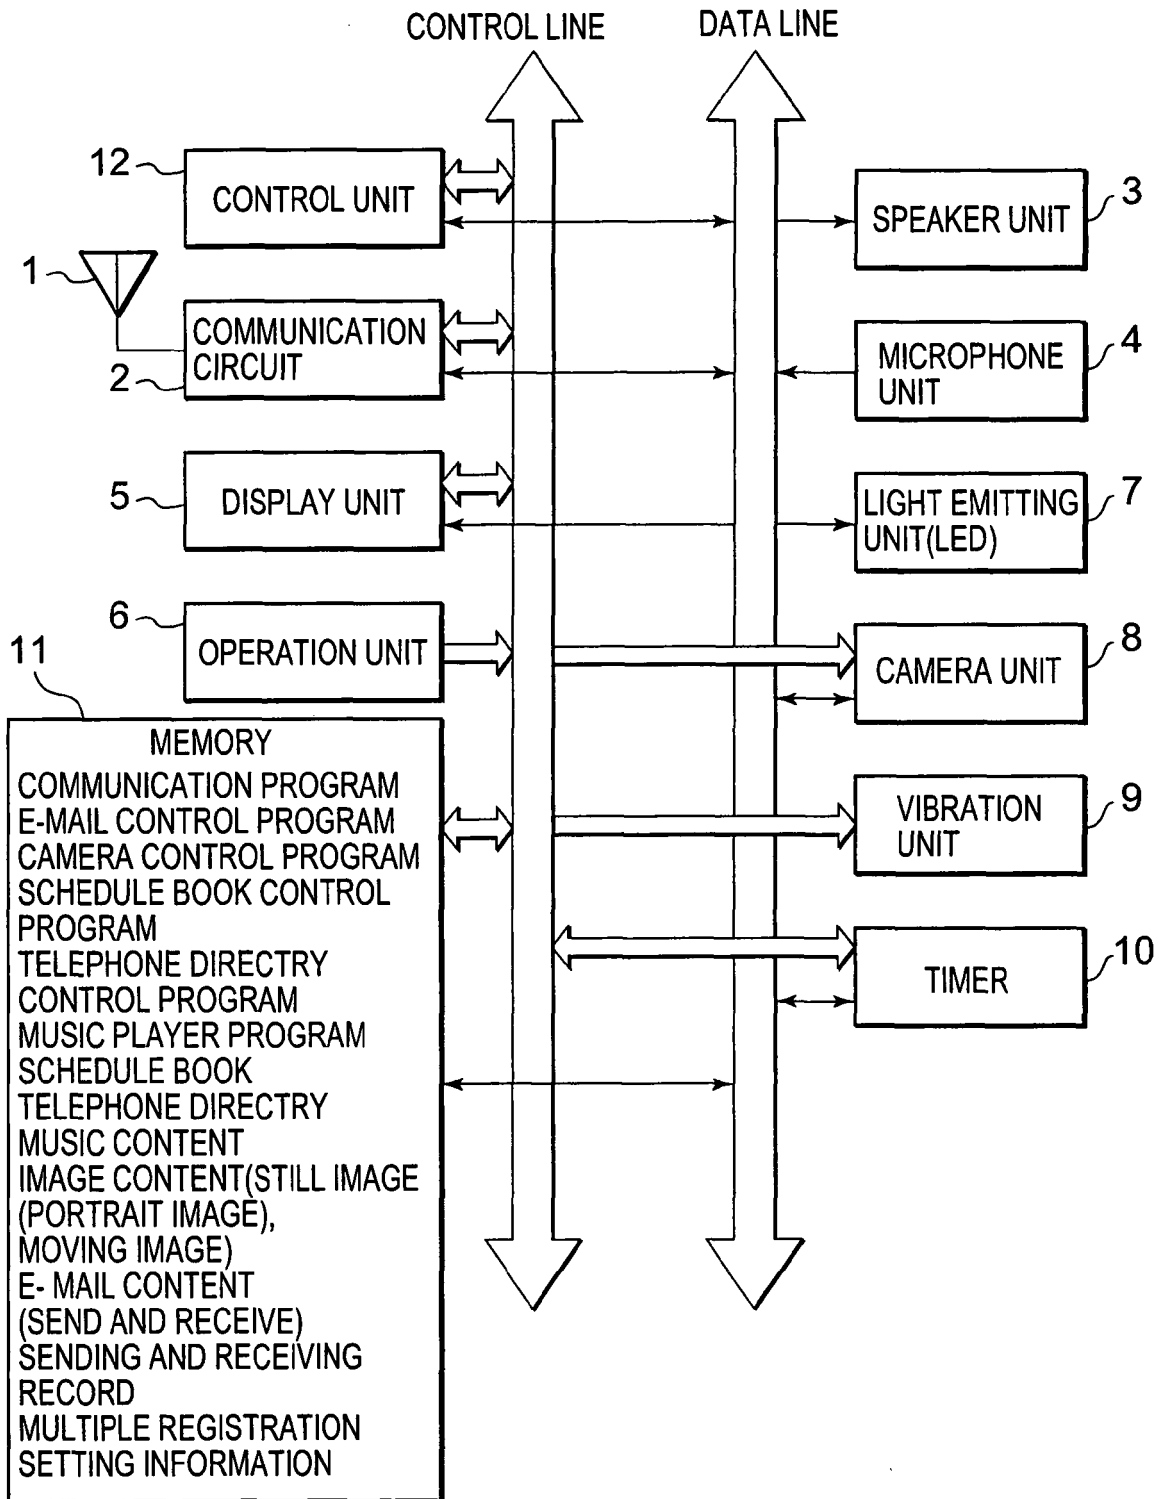 CONTROL LINE
DATA LINE
12
CONTROL UNIT
3
SPEAKER UNIT
1
COMMUNICATION
CIRCUIT
2
4
MICROPHONE
UNIT
5
DISPLAY UNIT
7
LIGHT EMITTING
UNIT(LED)
6
OPERATION UNIT
8
CAMERA UNIT
11
MEMORY
COMMUNICATION PROGRAM
E-MAIL CONTROL PROGRAM
CAMERA CONTROL PROGRAM
SCHEDULE BOOK CONTROL
PROGRAM
TELEPHONE DIRECTRY
CONTROL PROGRAM
MUSIC PLAYER PROGRAM
SCHEDULE BOOK
TELEPHONE DIRECTRY
MUSIC CONTENT
IMAGE CONTENT(STILL IMAGE
(PORTRAIT IMAGE),
MOVING IMAGE)
E- MAIL CONTENT
(SEND AND RECEIVE)
SENDING AND RECEIVING
RECORD
MULTIPLE REGISTRATION
SETTING INFORMATION
9
VIBRATION
UNIT
10
TIMER